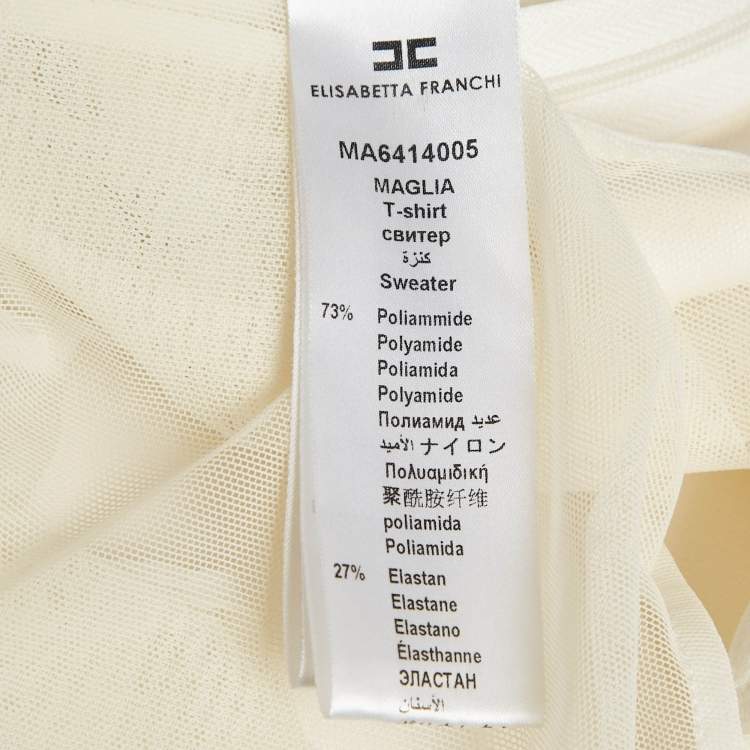 ELISABETTA FRANCHI
MA6414005
MAGLIA
T-shirt
свитер
كنزة
Sweater
73% Poliammide
Polyamide
Poliamida
Polyamide
Полиамид عديد
الأميد ナイロン
Πολυαμιδική
聚酰胺纤维
poliamida
Poliamida
27% Elastan
Elastane
Elastano
Élasthanne
ЭЛАСТАН
الأسفان